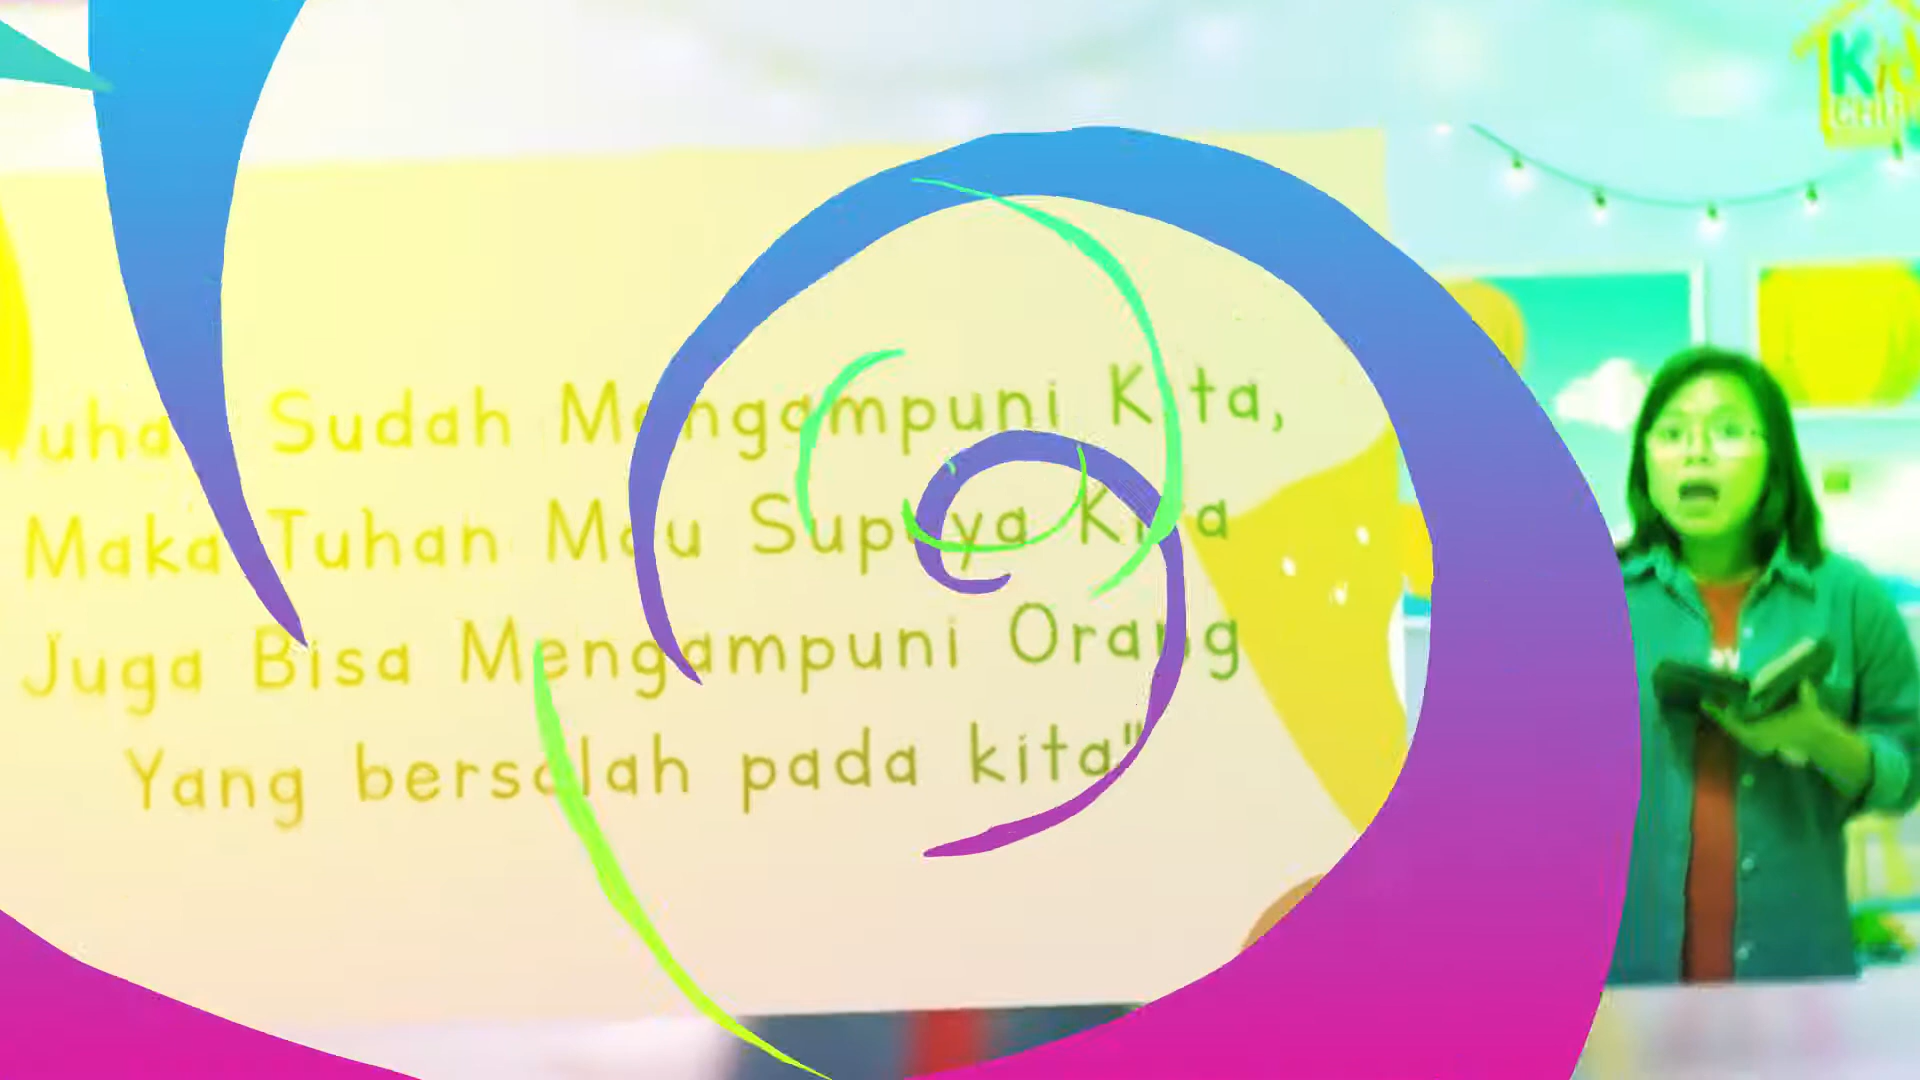 Sudah Mengampuni Kita,
Maka Tuhan Mau Supaya Kita
Juga Bisa Mengampuni Orang
Yang bersalah pada kita"